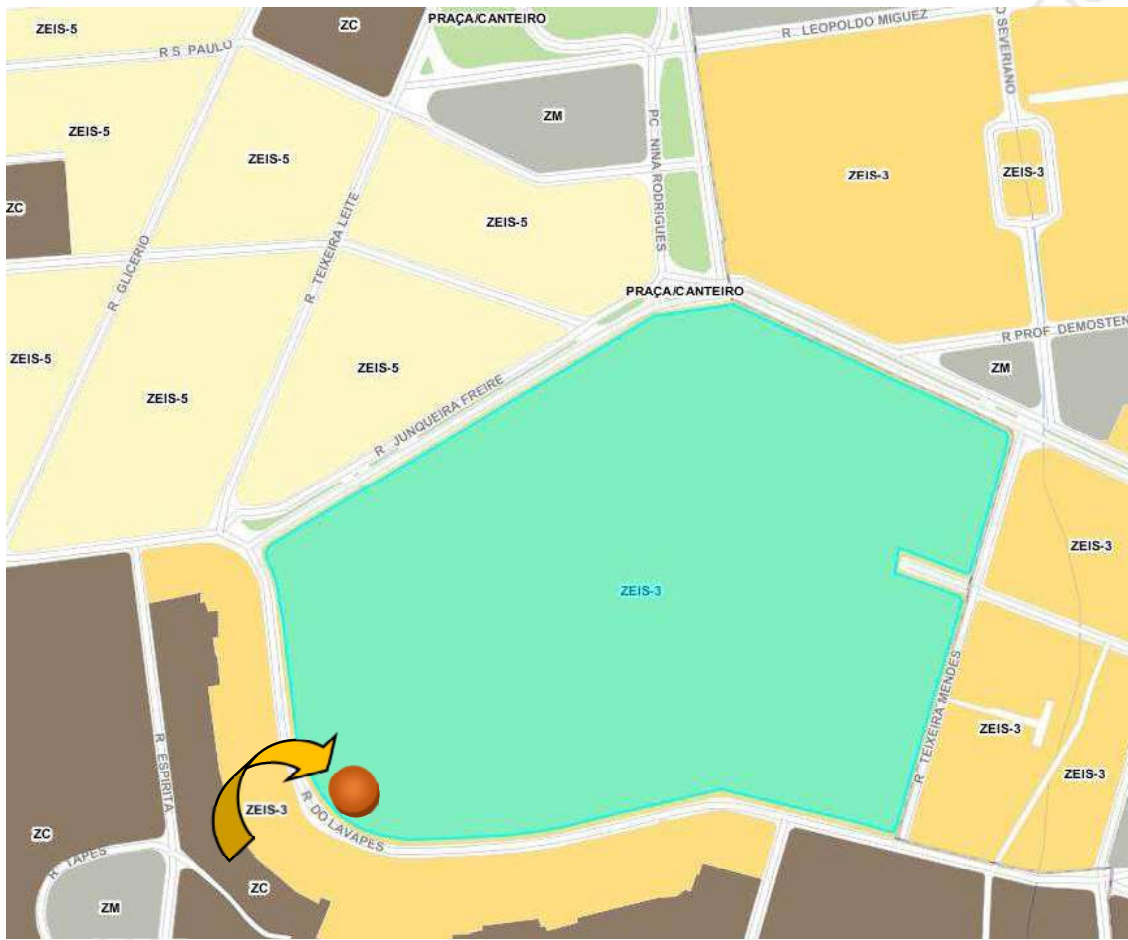 PRAÇA/CANTEIRO
ZC
ZEIS-5
R S PAULO
R LEOPOLDO MIGUEZ
O SEVERIANO
ZM
ZEIS-5
ZEIS-5
PC NINA RODRIGUES
ZEIS-3
ZEIS-3
ZC
R TEIXEIRA LEITE
ZEIS-5
R GLICERIO
PRAÇA/CANTEIRO
R PROF DEMOSTEN
ZEIS-5
ZEIS-5
ZM
ZEIS-5
R JUNQUEIRA FREIRE
ZEIS-3
ZEIS-3
R TEIXEIRA MENDES
ZEIS-3
R ESPIRITA
ZEIS-3
ZEIS-3
R DO LAVAPES
ZC
R TAPES
ZC
ZM